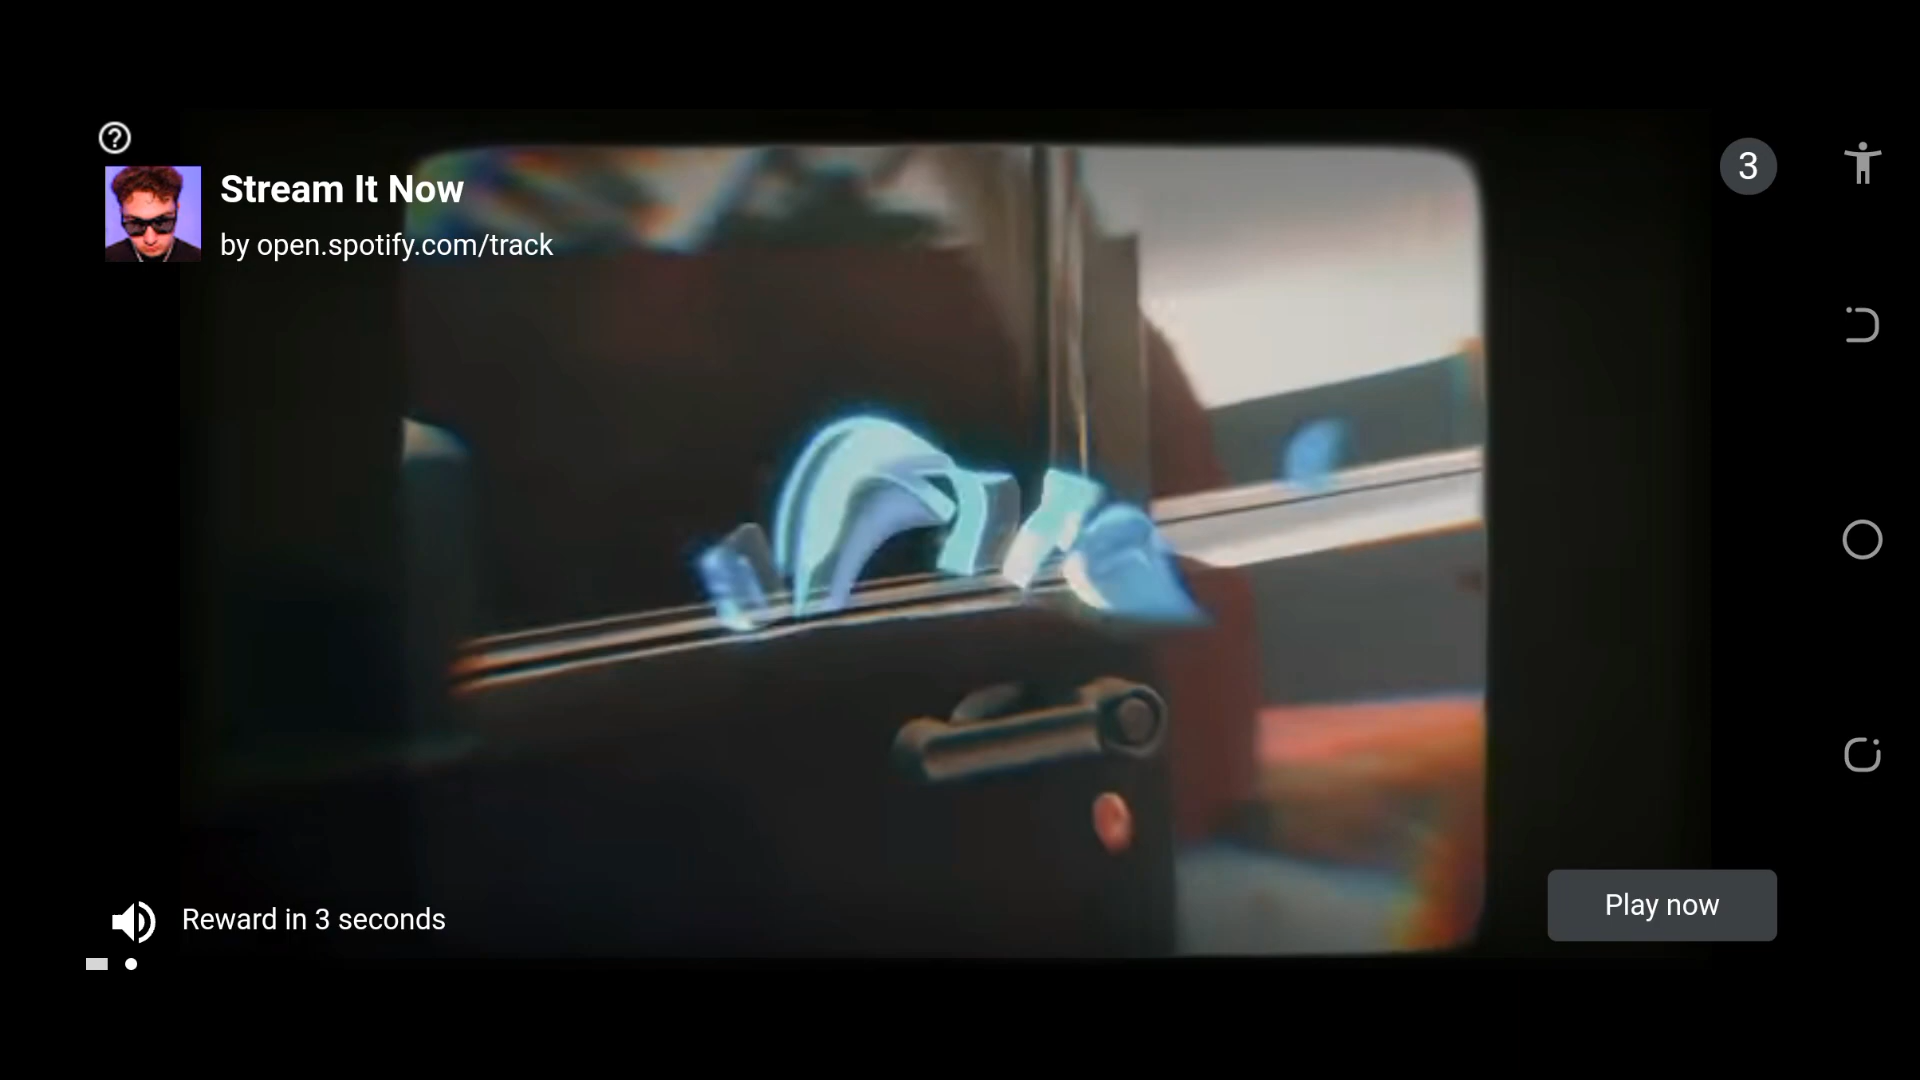 Stream It Now
by open.spotify.com/track
3
Reward in 3 seconds
Play now